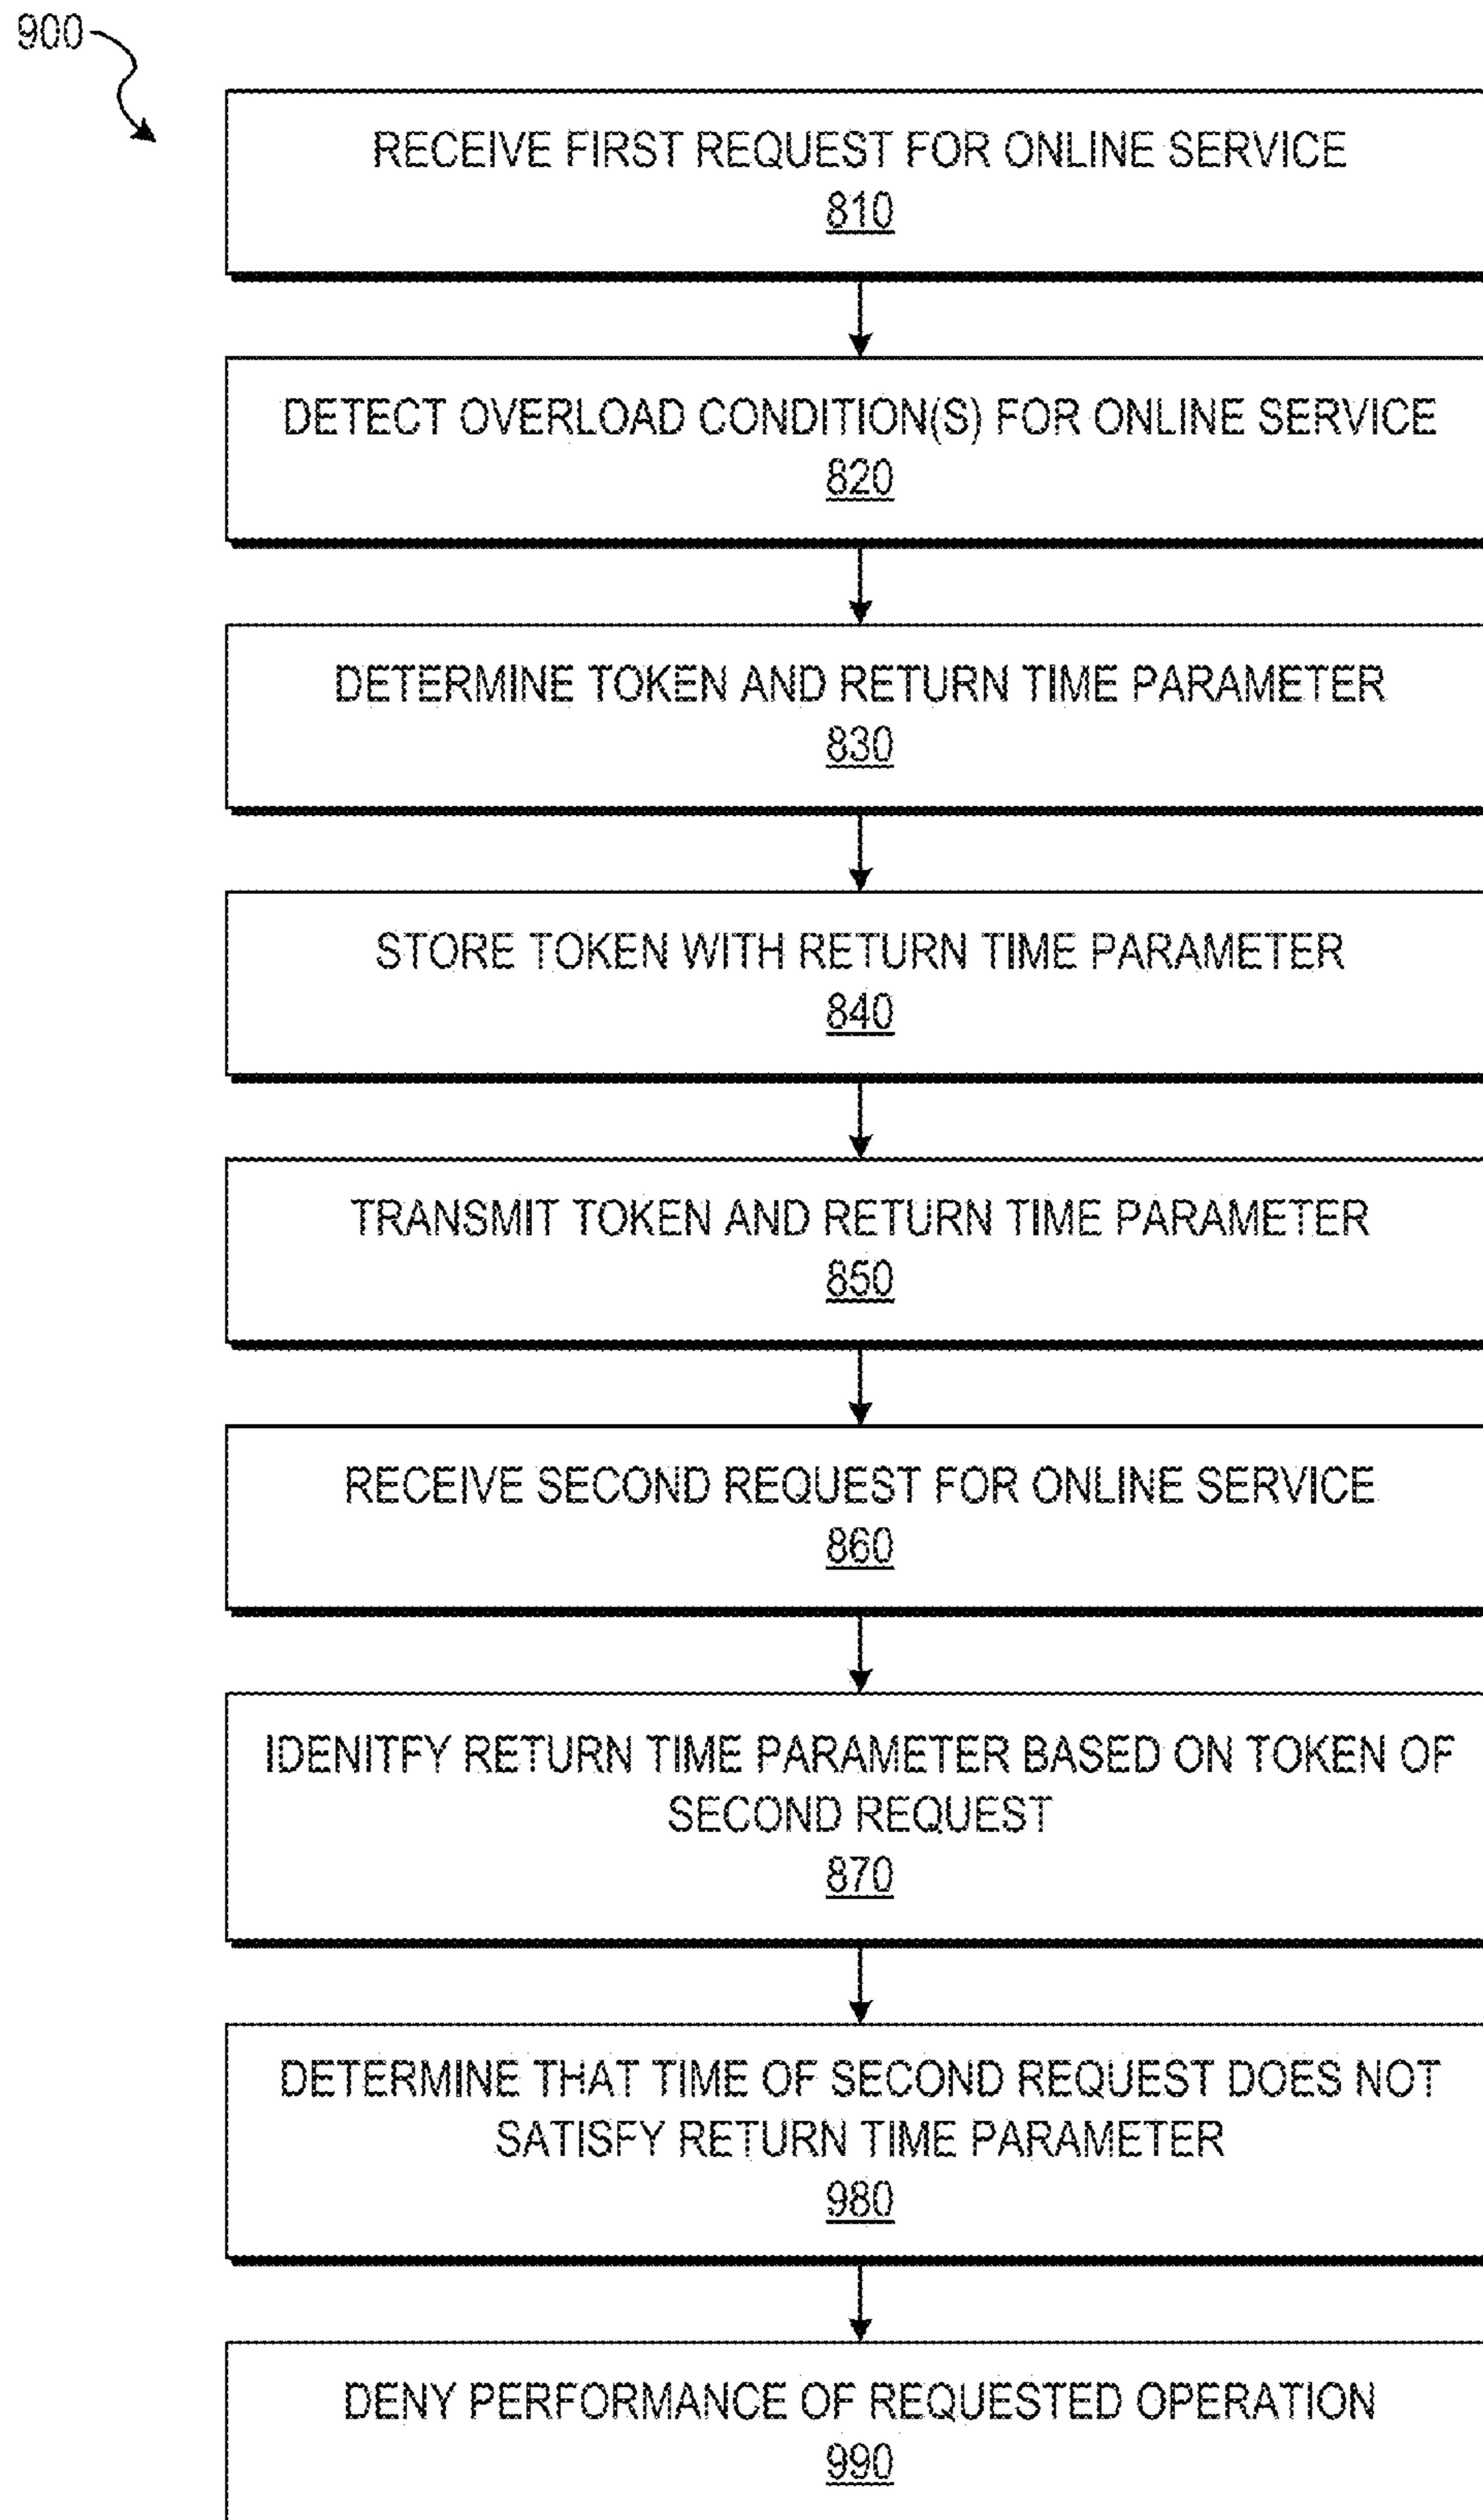 900
RECEIVE FIRST REQUEST FOR ONLINE SERVICE
810
DETECT OVERLOAD CONDITION(S) FOR ONLINE SERVICE
820
DETERMINE TOKEN AND RETURN TIME PARAMETER
830
STORE TOKEN WITH RETURN TIME PARAMETER
840
TRANSMIT TOKEN AND RETURN TIME PARAMETER
850
RECEIVE SECOND REQUEST FOR ONLINE SERVICE
860
IDENITFY RETURN TIME PARAMETER BASED ON TOKEN OF
SECOND REQUEST
870
DETERMINE THAT TIME OF SECOND REQUEST DOES NOT
SATISFY RETURN TIME PARAMETER
980
DENY PERFORMANCE OF REQUESTED OPERATION
990